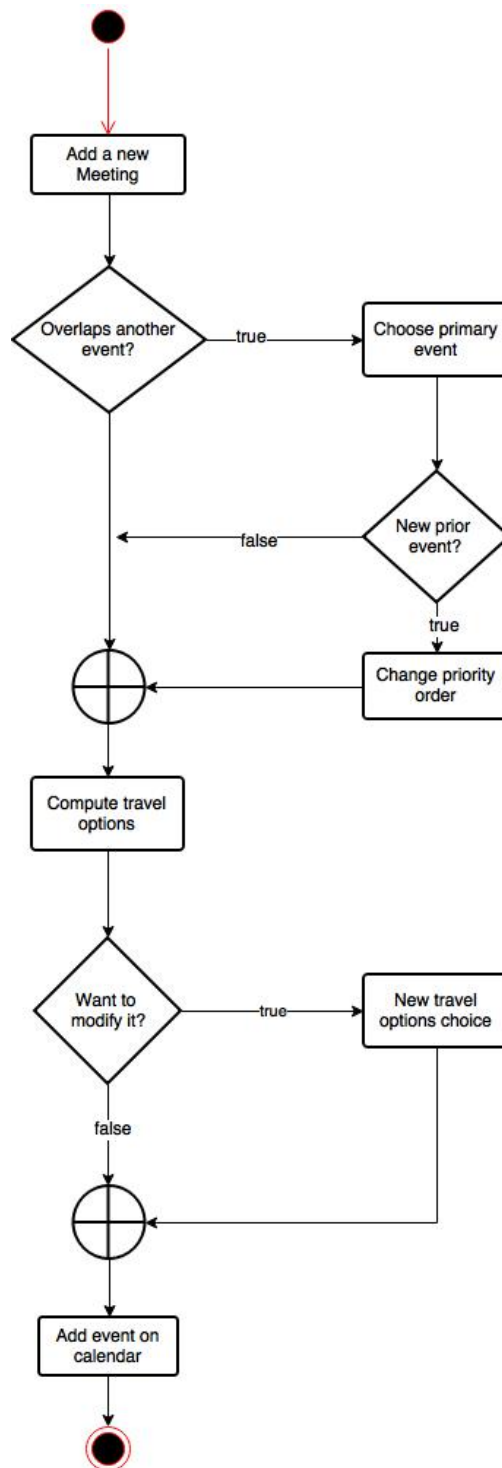 Add a new
Meeting
Overlaps another
event?
true
Choose primary
event
New prior
event?
false
true
Change priority
order
Compute travel
options
Want to
modify it?
true
New travel
options choice
false
Add event on
calendar